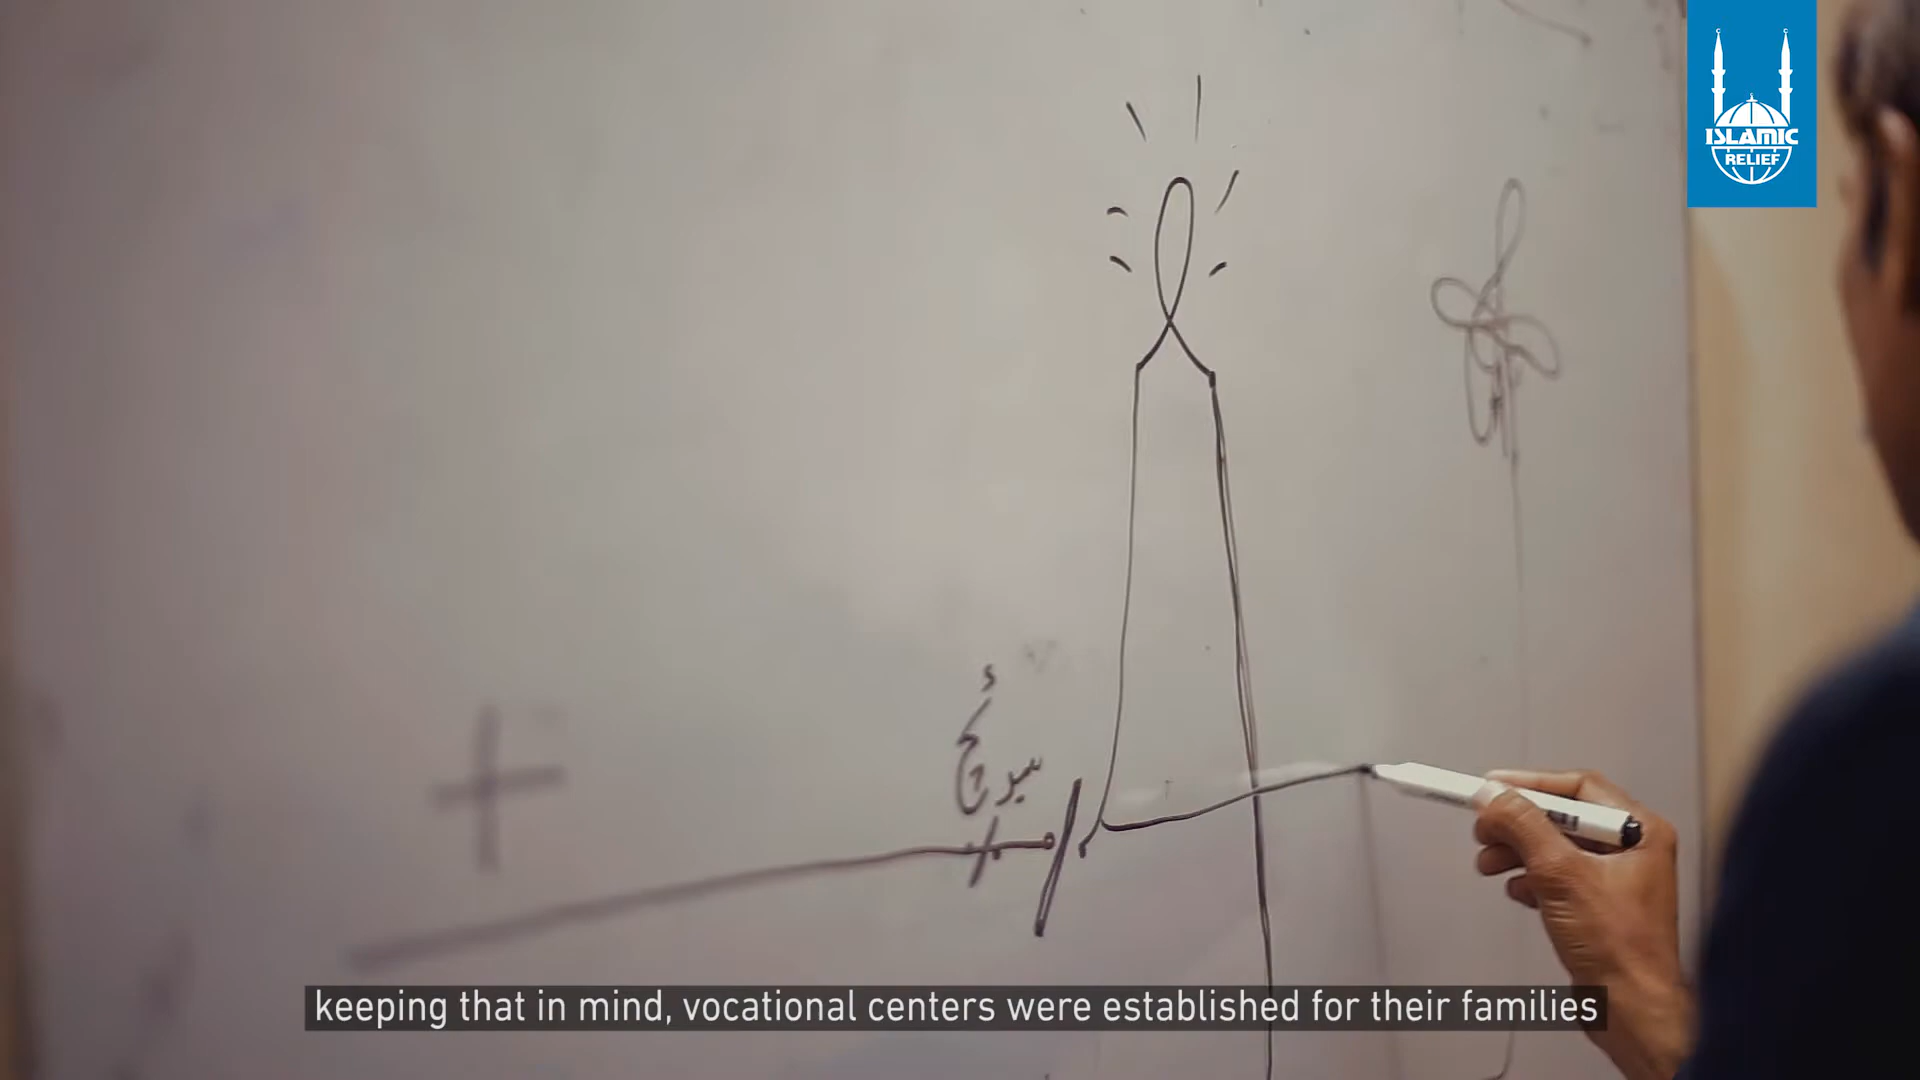 ISLAMIC
RELIEF
+
keeping that in mind, vocational centers were established for their families